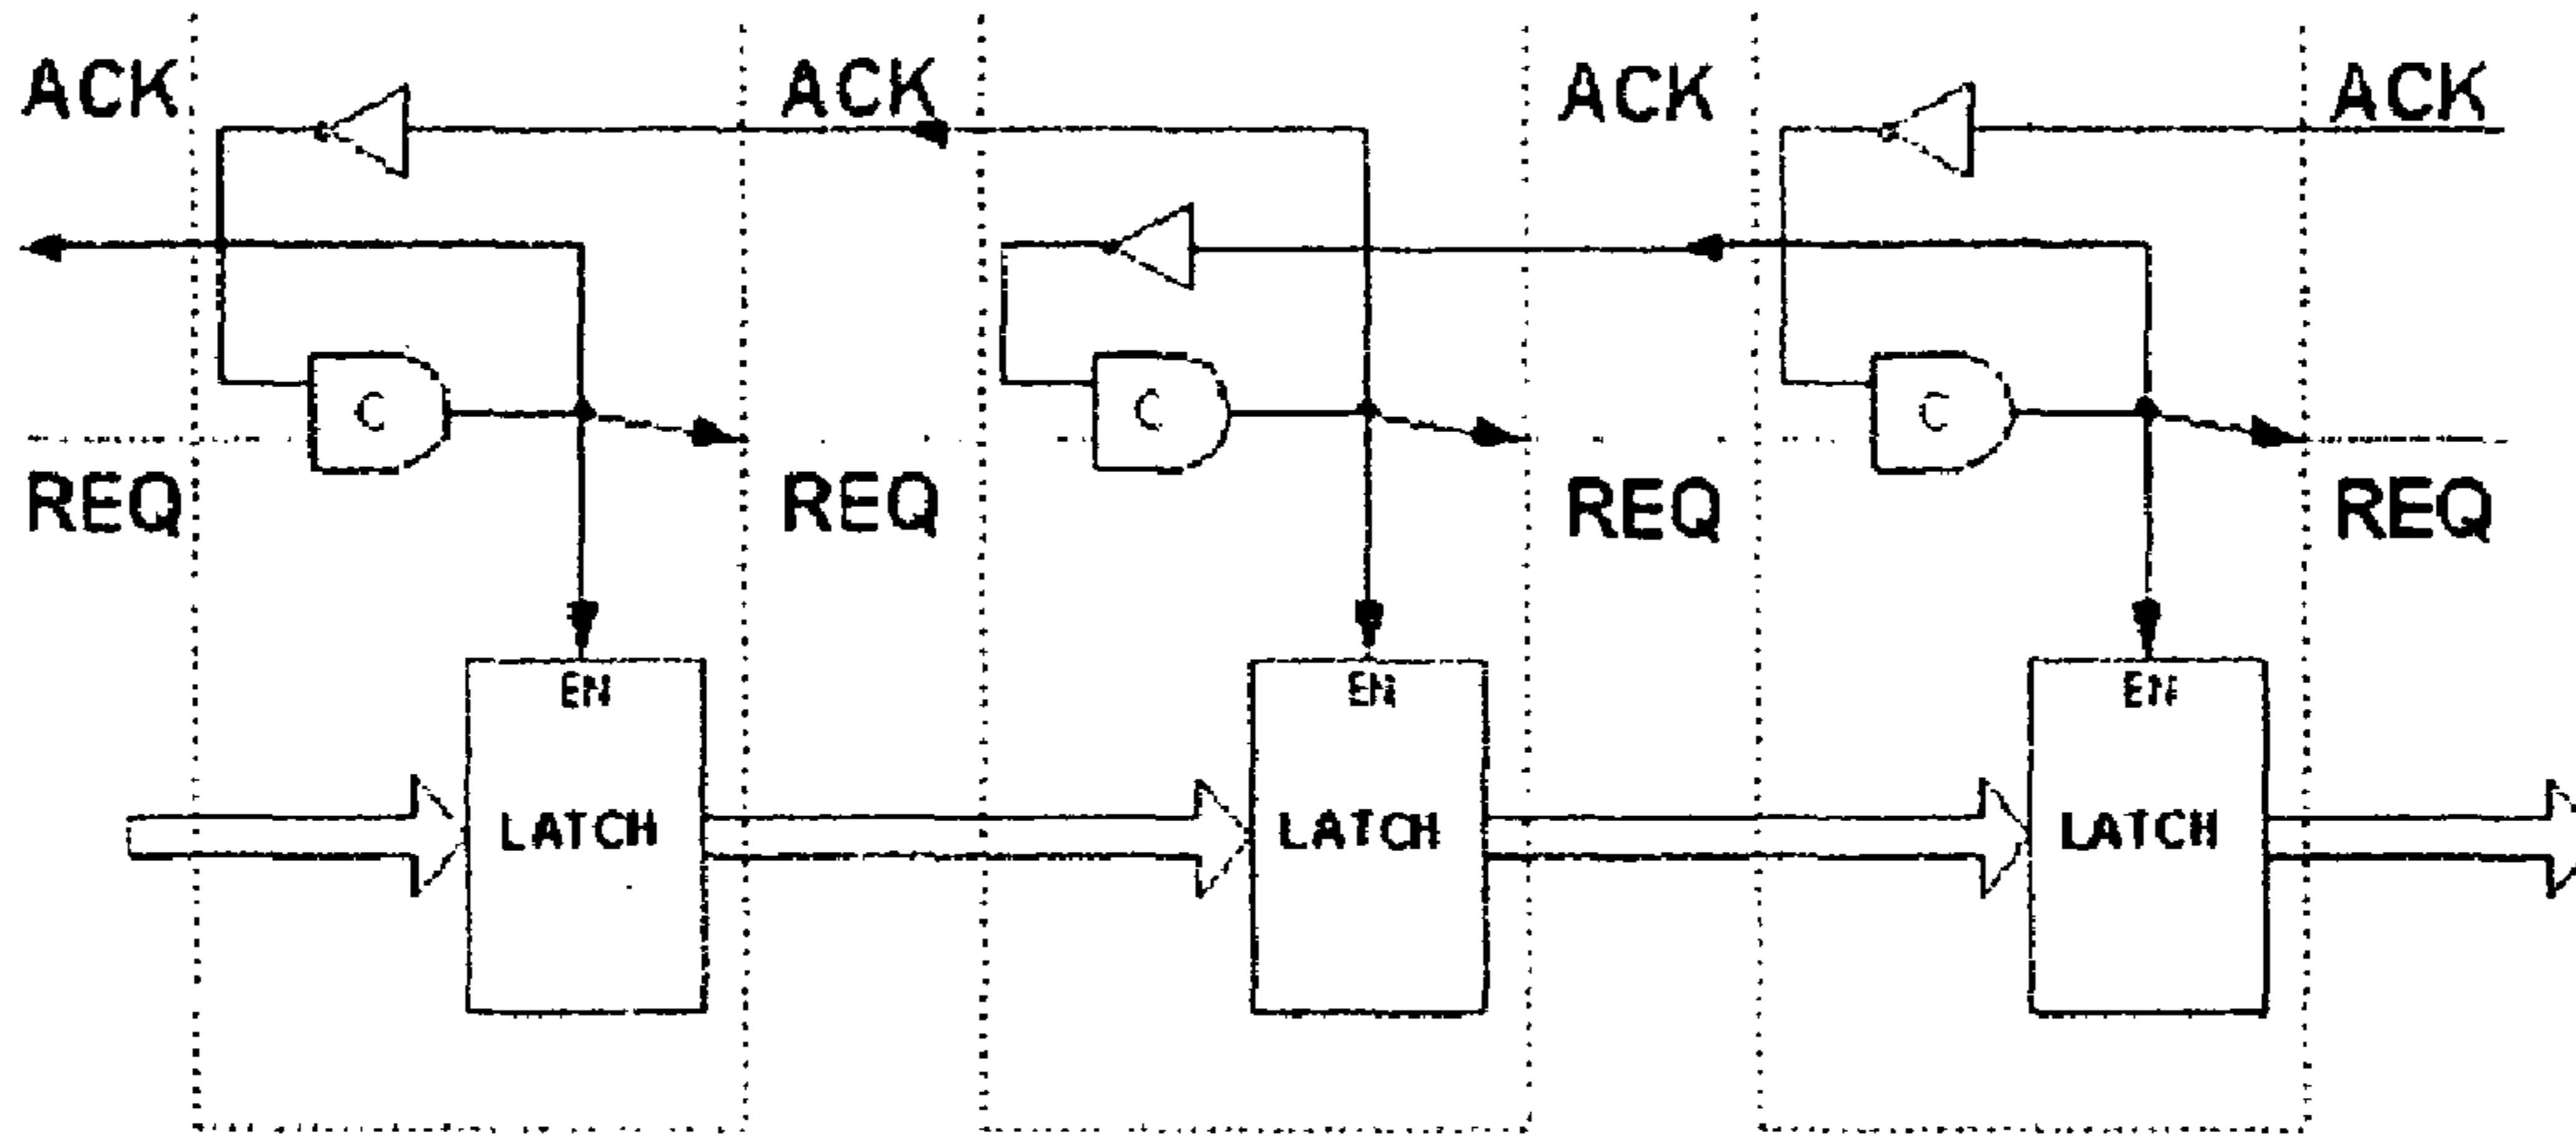 ACK ACK ACK ACK
C C C
REQ REQ REQ REQ
EN EN EN
LATCH LATCH LATCH